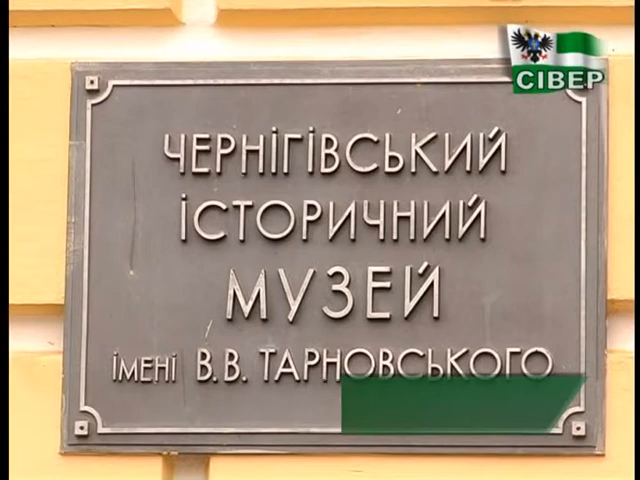 СІВЕР
ЧЕРНІГІВСЬКИЙ
ІСТОРИЧНИЙ
МУЗЕЙ
ІМЕНІ В.В. ТАРНОВСЬКОГО